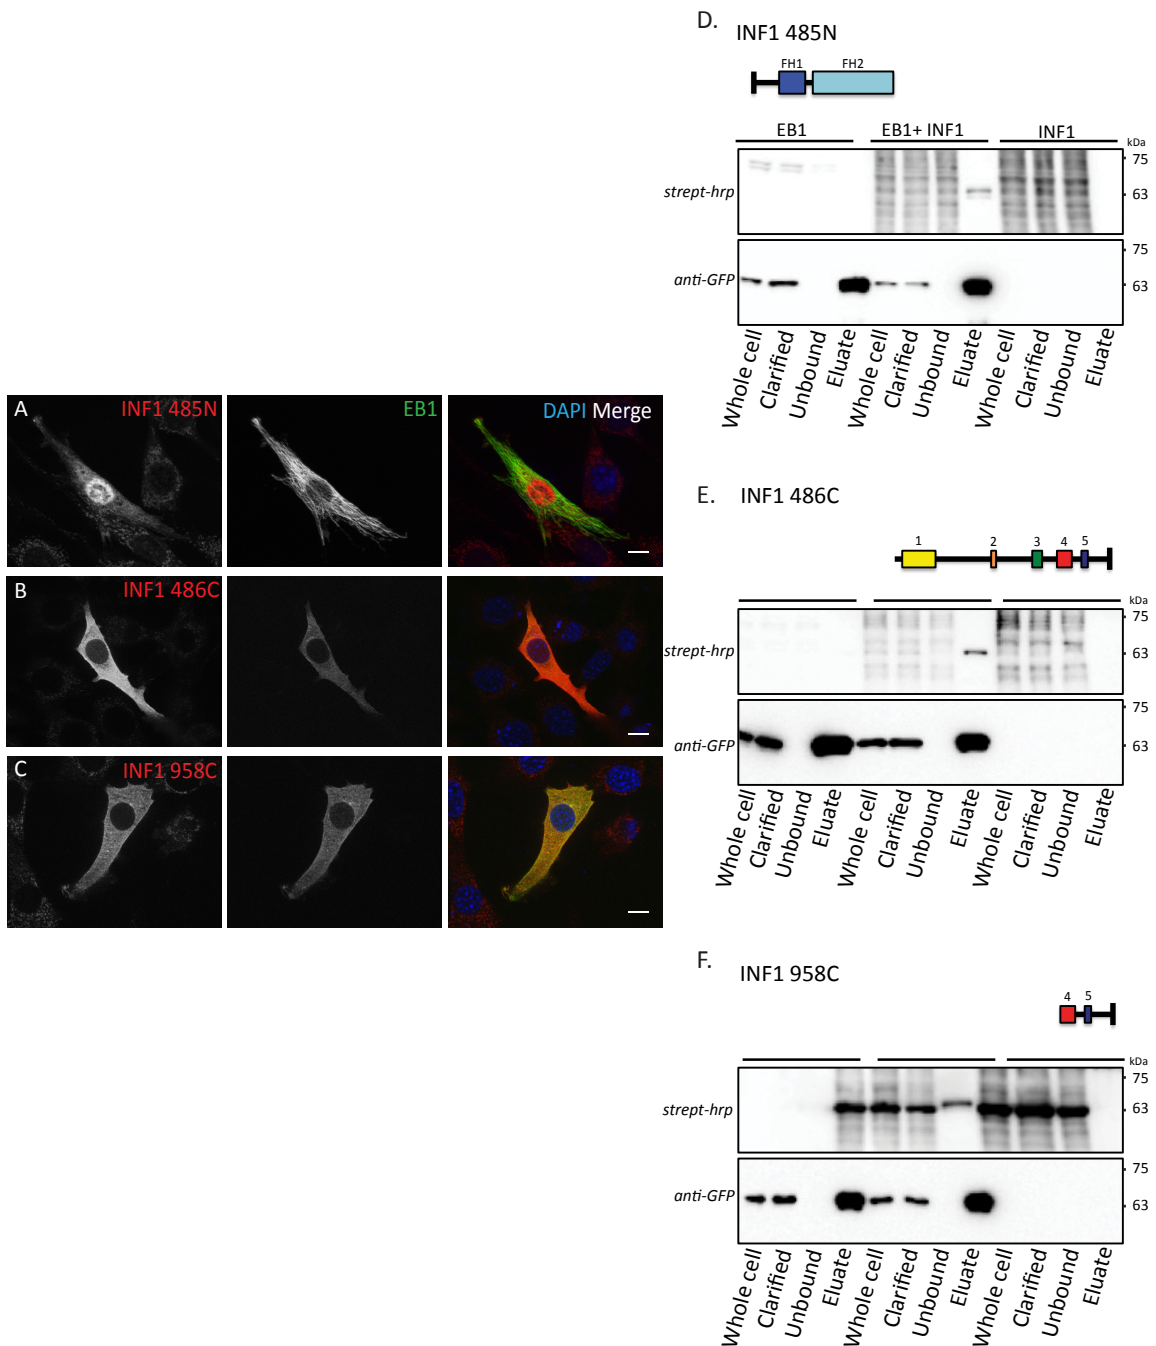 D.
INF1 485N
FH1 FH2
EB1 EB1+ INF1 INF1
kDa
75
strept-hrp
63
75
anti-GFP
63
Whole cell Clarified Unbound Eluate Whole cell Clarified Unbound Eluate Whole cell Clarified Unbound Eluate
A INF1 485N EB1 DAPI Merge
B INF1 486C
C INF1 958C
E. INF1 486C
1 2 3 4 5
kDa
75
strept-hrp
63
75
anti-GFP
63
Whole cell Clarified Unbound Eluate Whole cell Clarified Unbound Eluate Whole cell Clarified Unbound Eluate
F.
INF1 958C
4 5
kDa
75
strept-hrp
63
75
anti-GFP
63
Whole cell Clarified Unbound Eluate Whole cell Clarified Unbound Eluate Whole cell Clarified Unbound Eluate